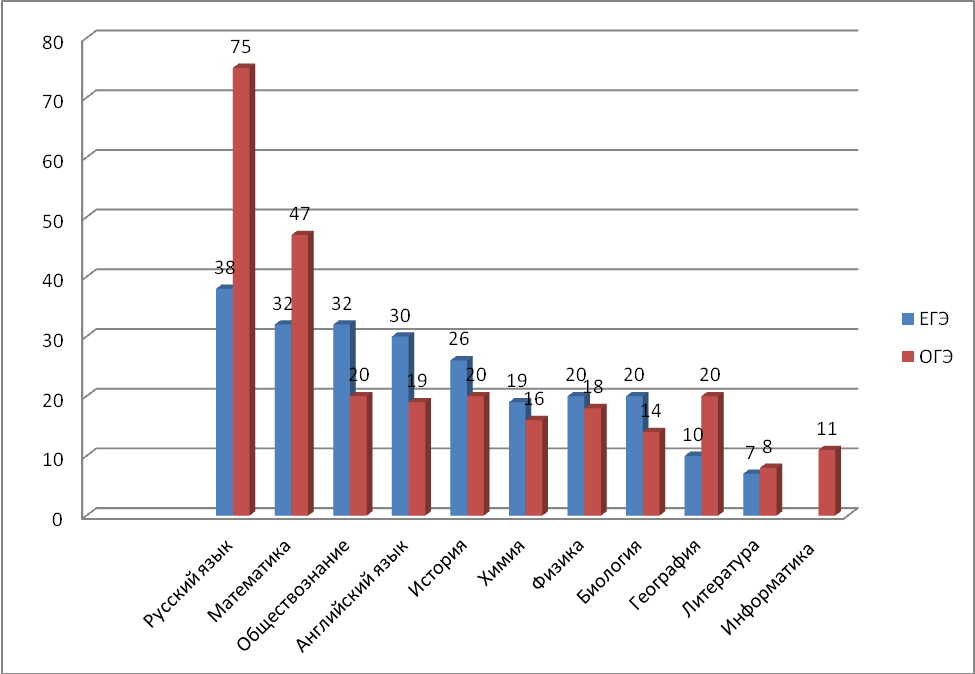 80
70
60
50
40
30
20
10
0
38
75
32
47
32
20
30
19
26
20
19
16
20
18
20
14
10
20
7
8
11
Русский язык
Математика
Обществознание
Английский язык
История
Химия
Физика
Биология
География
Литература
Информатика
ЕГЭ
ОГЭ